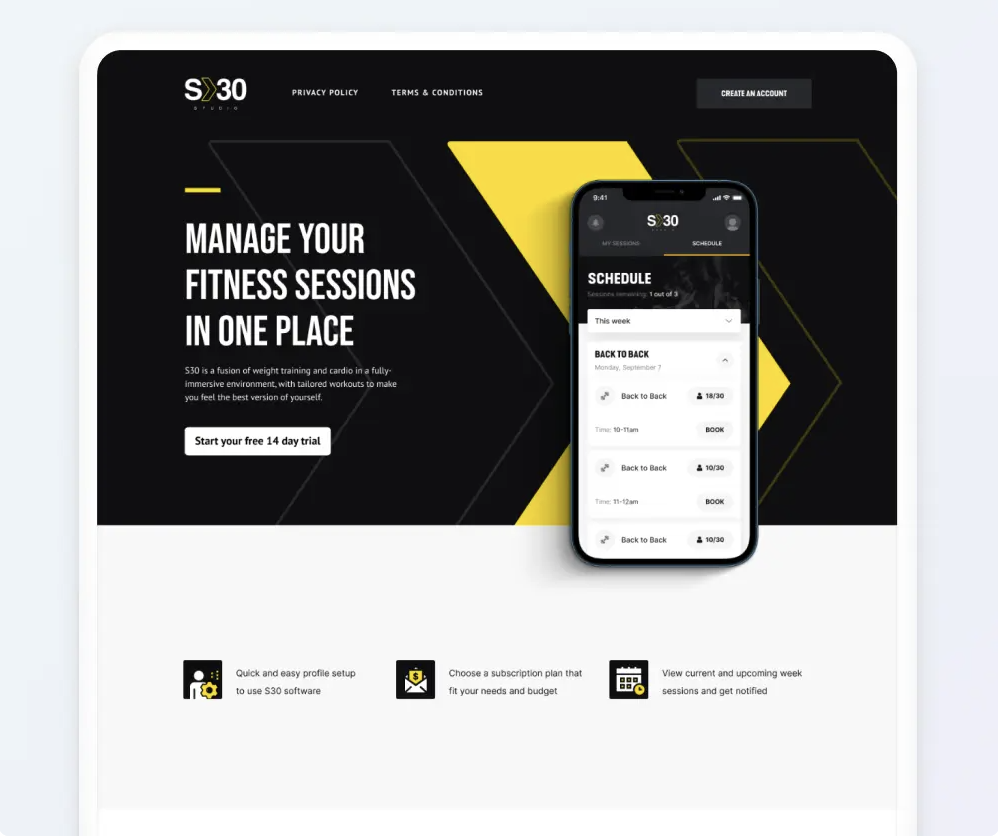 S 30
STUDIO
PRIVACY POLICY
TERMS & CONDITIONS
CREATE AN ACCOUNT
MANAGE YOUR
FITNESS SESSIONS
IN ONE PLACE
S30 is a fusion of weight training and cardio in a fully-
immersive environment, with tailored workouts to make
you feel the best version of yourself.
Start your free 14 day trial
9:41
S 30
MY SESSIONS
SCHEDULE
SCHEDULE
Sessions remaining: 1 out of 3
This week
BACK TO BACK
Monday, September 7
Back to Back
18/30
Time: 10-11am
BOOK
Back to Back
10/30
Time: 11-12am
BOOK
Back to Back
10/30
Quick and easy profile setup
to use S30 software
$
Choose a subscription plan that
fit your needs and budget
View current and upcoming week
sessions and get notified